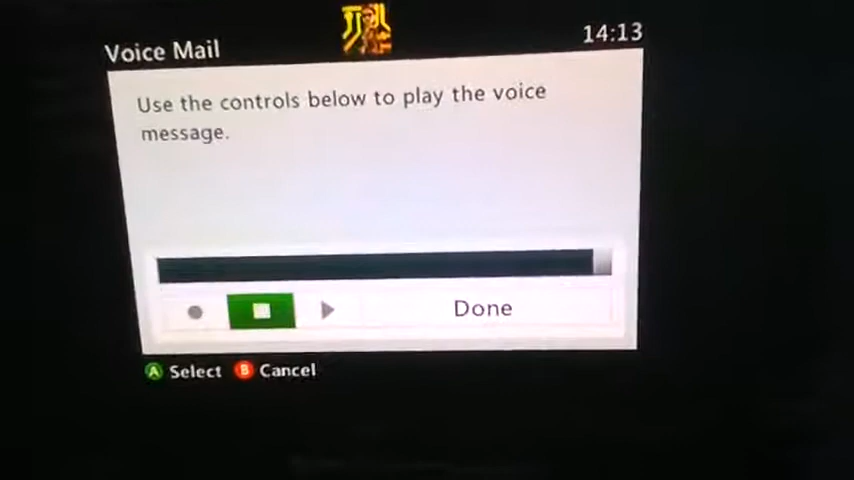 Voice Mail
14:13
Use the controls below to play the voice
message.
Done
A Select B Cancel